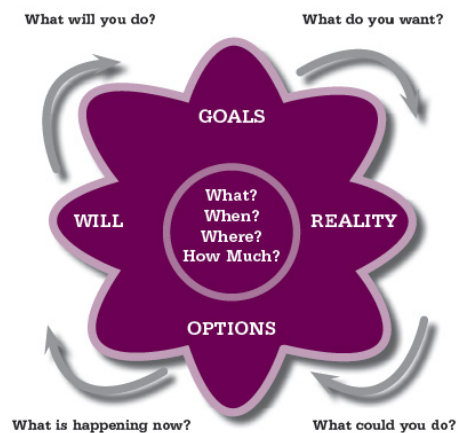 What will you do?
What do you want?
GOALS
What?
When?
Where?
How Much?
WILL
REALITY
OPTIONS
What is happening now?
What could you do?